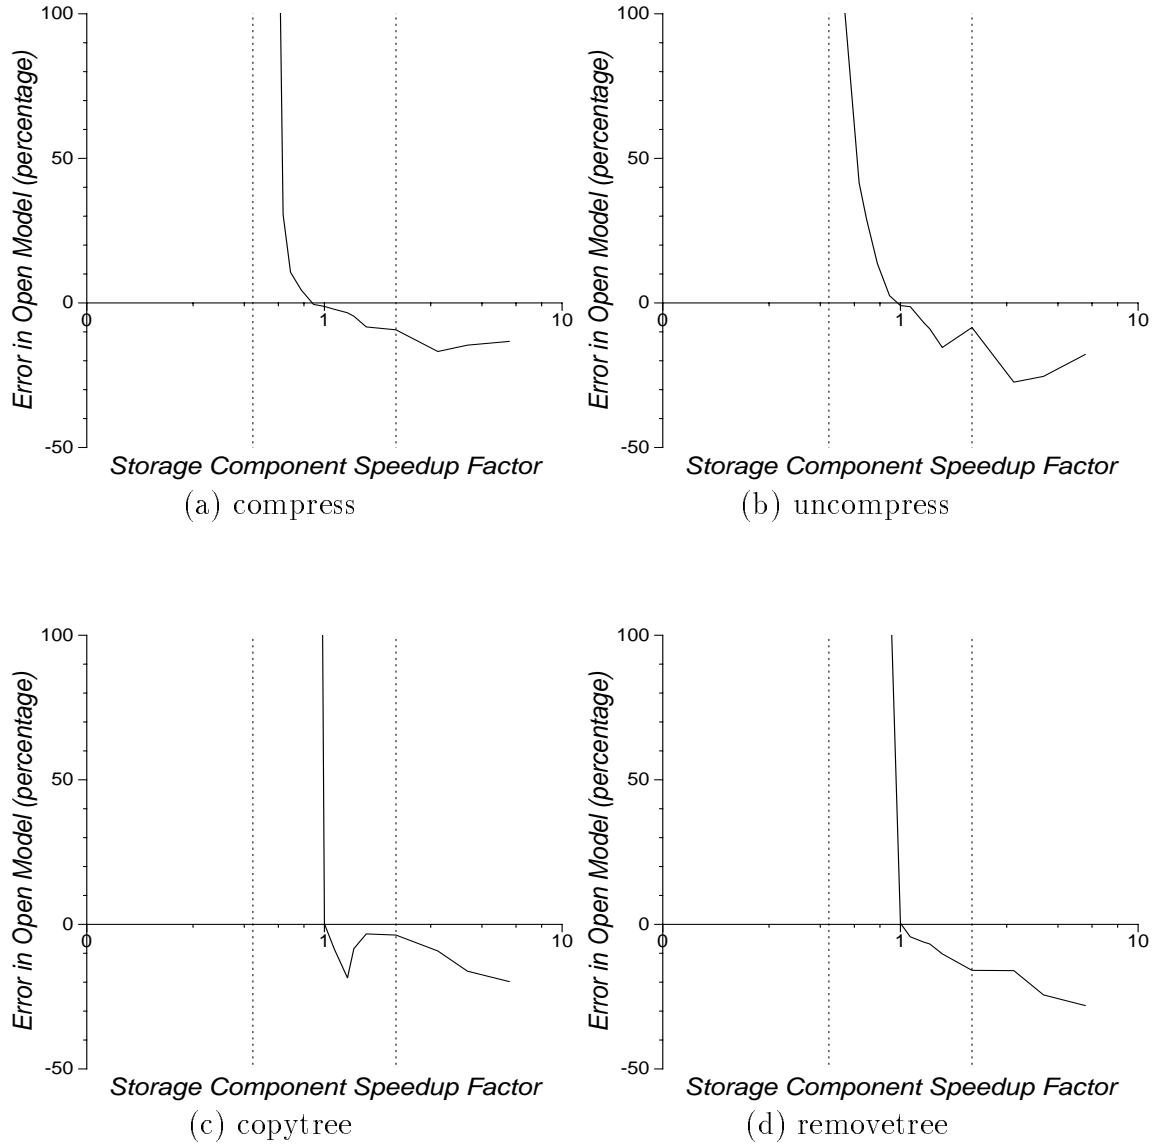 100
50
0
-50
0
1
10
Error in Open Model (percentage)
Storage Component Speedup Factor
(a) compress
100
50
0
-50
0
1
10
Error in Open Model (percentage)
Storage Component Speedup Factor
(b) uncompress
100
50
0
-50
0
1
10
Error in Open Model (percentage)
Storage Component Speedup Factor
(c) copytree
100
50
0
-50
0
1
10
Error in Open Model (percentage)
Storage Component Speedup Factor
(d) removetree